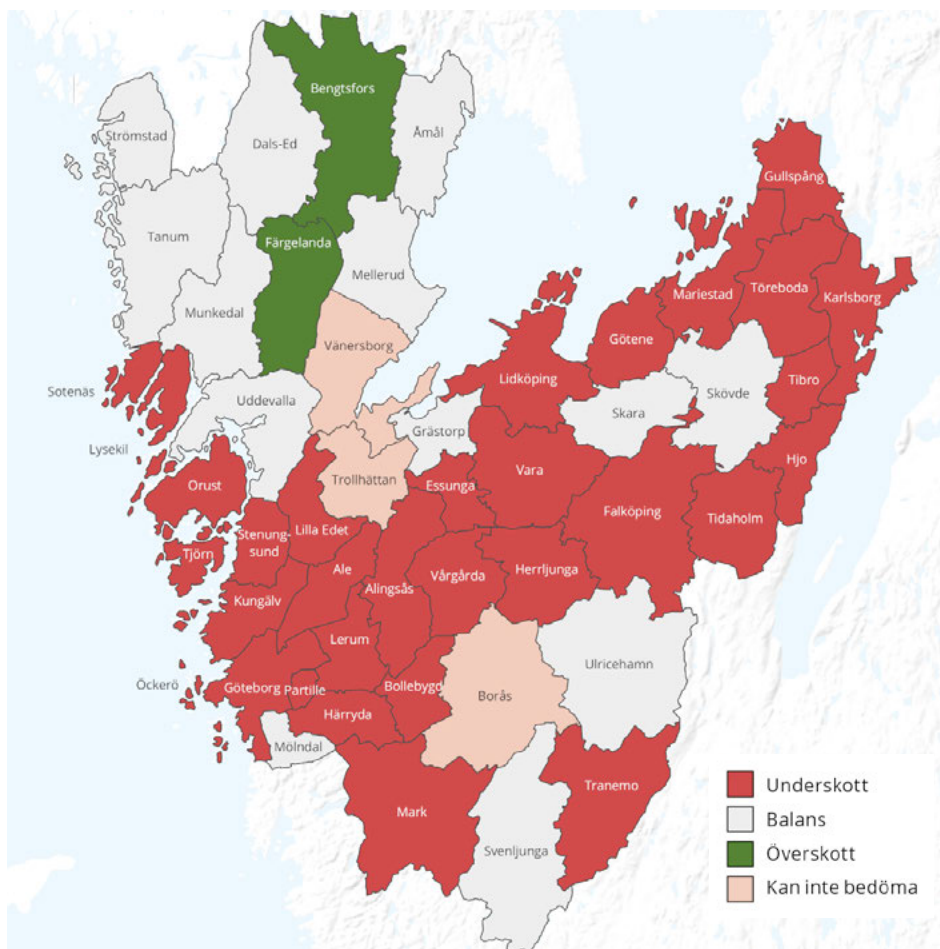 Bengtsfors
Strömstad
Dals-Ed
Åmål
Gullspång
Tanum
Färgelanda
Mellerud
Munkedal
Mariestad
Töreboda
Karlsborg
Vänersborg
Götene
Sotenäs
Lidköping
Skövde
Tibro
Uddevalla
Skara
Grästorp
Lysekil
Hjo
Orust
Trollhättan
Essunga
Vara
Falköping
Tidaholm
Stenung-
sund
Lilla Edet
Tjörn
Ale
Alingsås
Vårgårda
Herrljunga
Kungälv
Lerum
Ulricehamn
Öckerö
Göteborg
Partille
Bollebygd
Borås
Härryda
Mölndal
Mark
Tranemo
Svenljunga
Underskott
Balans
Överskott
Kan inte bedöma